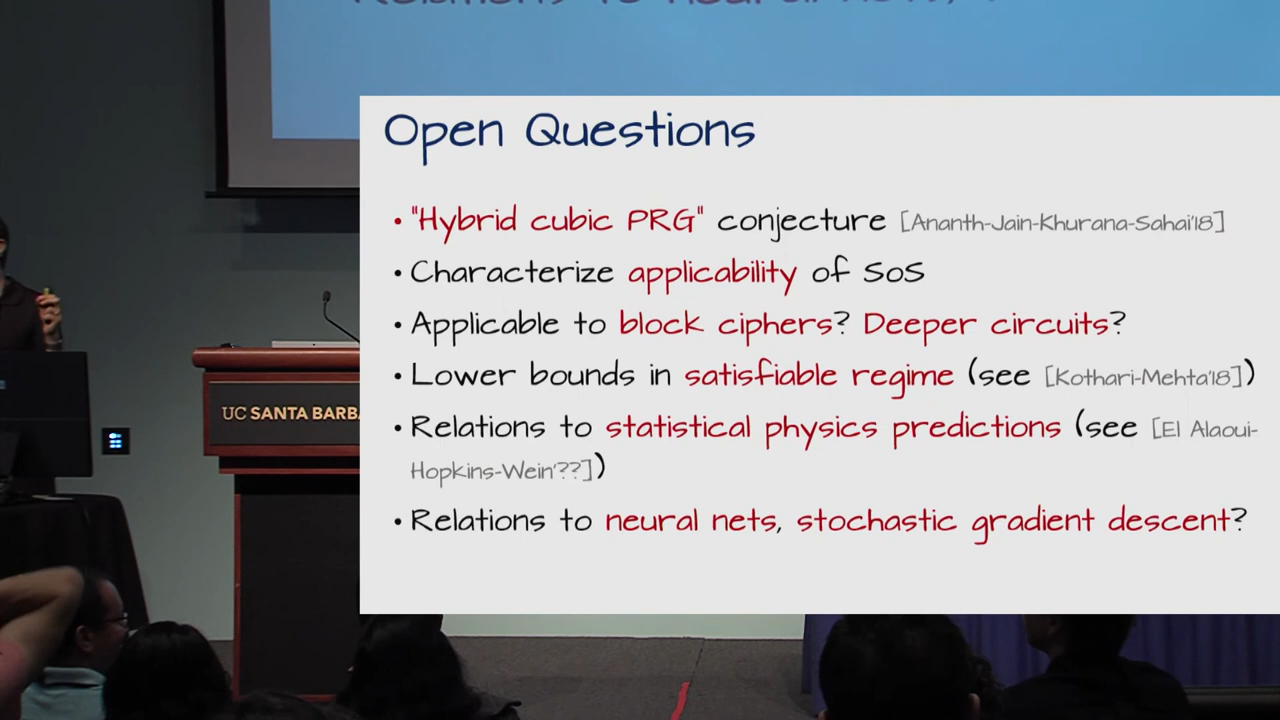 Open Questions
• "Hybrid cubic PRG" conjecture [Ananth-Jain-Khurana-Sahai'18]
• Characterize applicability of SoS
• Applicable to block ciphers? Deeper circuits?
• Lower bounds in satisfiable regime (see [Kothari-Mehta'18])
• Relations to statistical physics predictions (see [El Alaoui-
Hopkins-Wein'??])
• Relations to neural nets, stochastic gradient descent?
UC SANTA BARBA